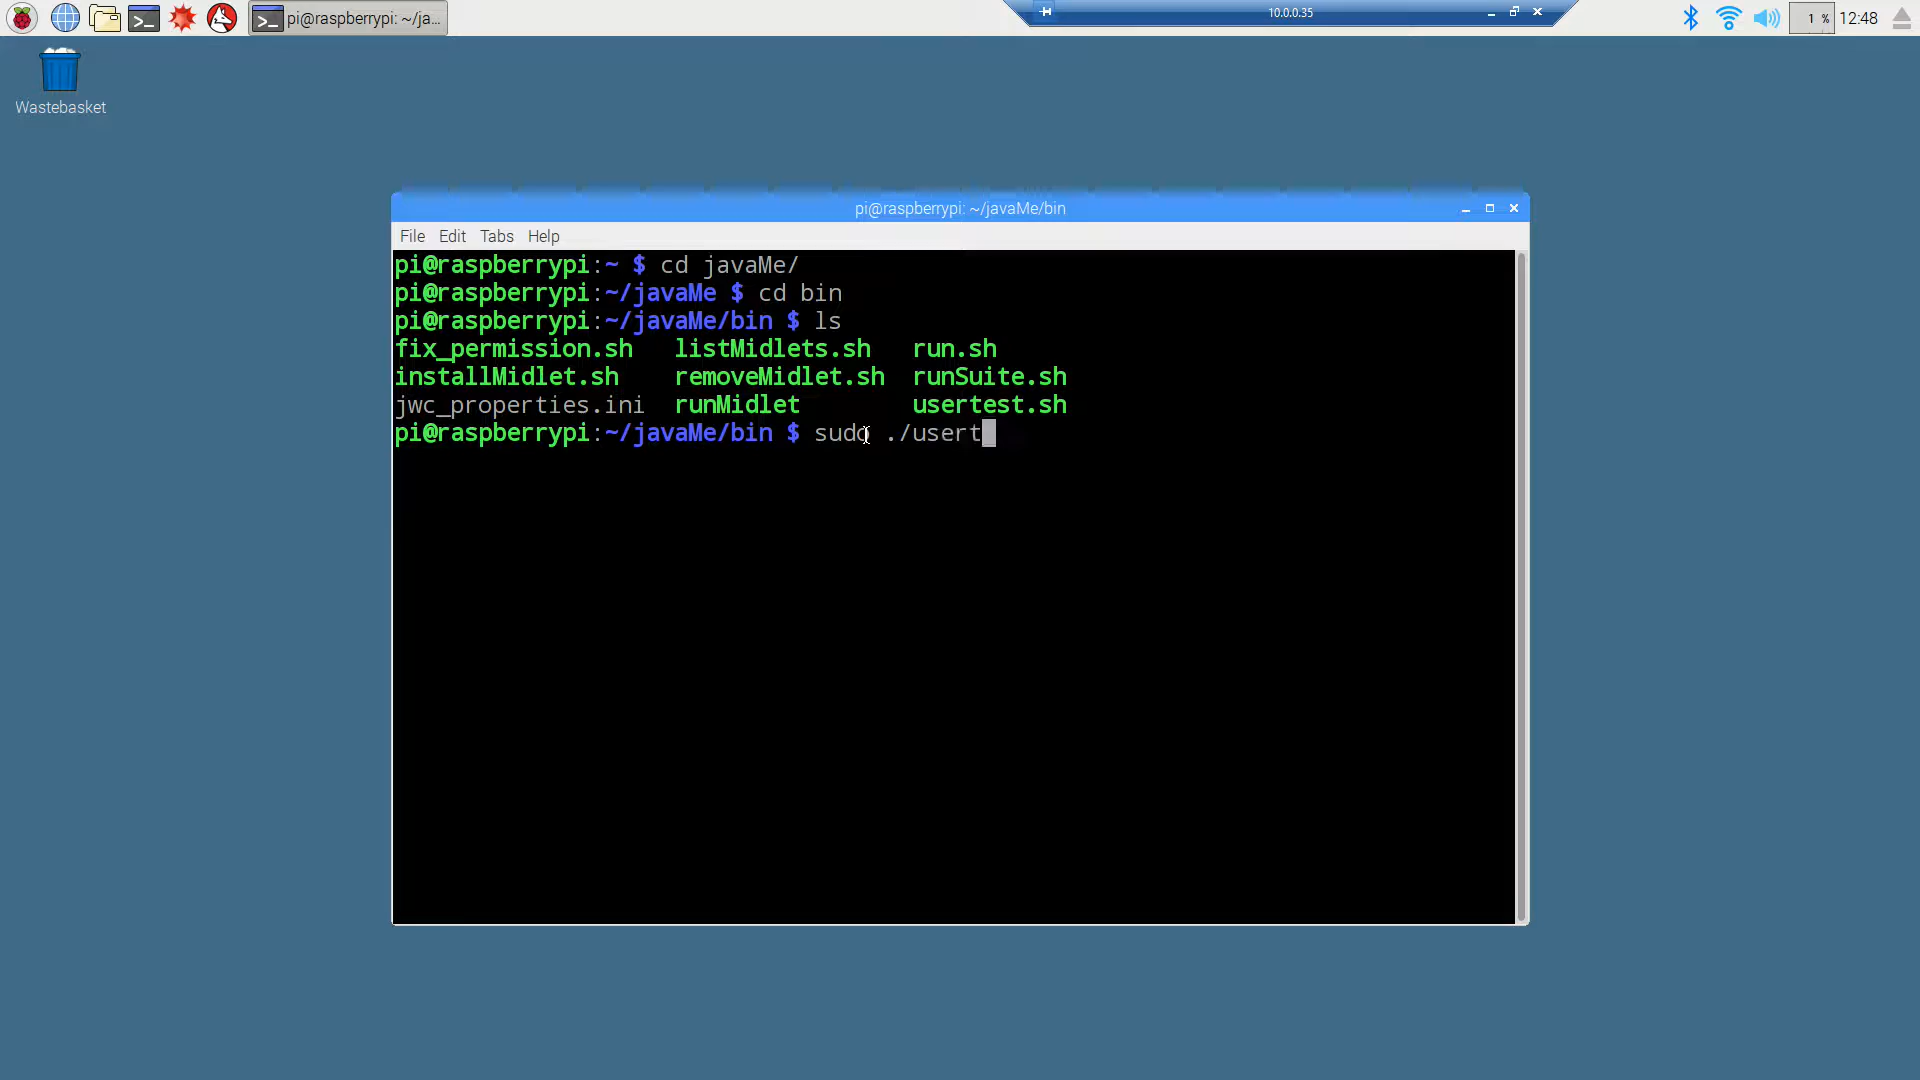 pi@raspberrypi: ~/ja...
10.0.0.35
1 %
12:48
Wastebasket
pi@raspberrypi: ~/javaMe/bin
File Edit Tabs Help
pi@raspberrypi:~ $ cd javaMe/
pi@raspberrypi:~/javaMe $ cd bin
pi@raspberrypi:~/javaMe/bin $ ls
fix_permission.sh listMidlets.sh run.sh
installMidlet.sh removeMidlet.sh runSuite.sh
jwc_properties.ini runMidlet usertest.sh
pi@raspberrypi:~/javaMe/bin $ sudo ./usert